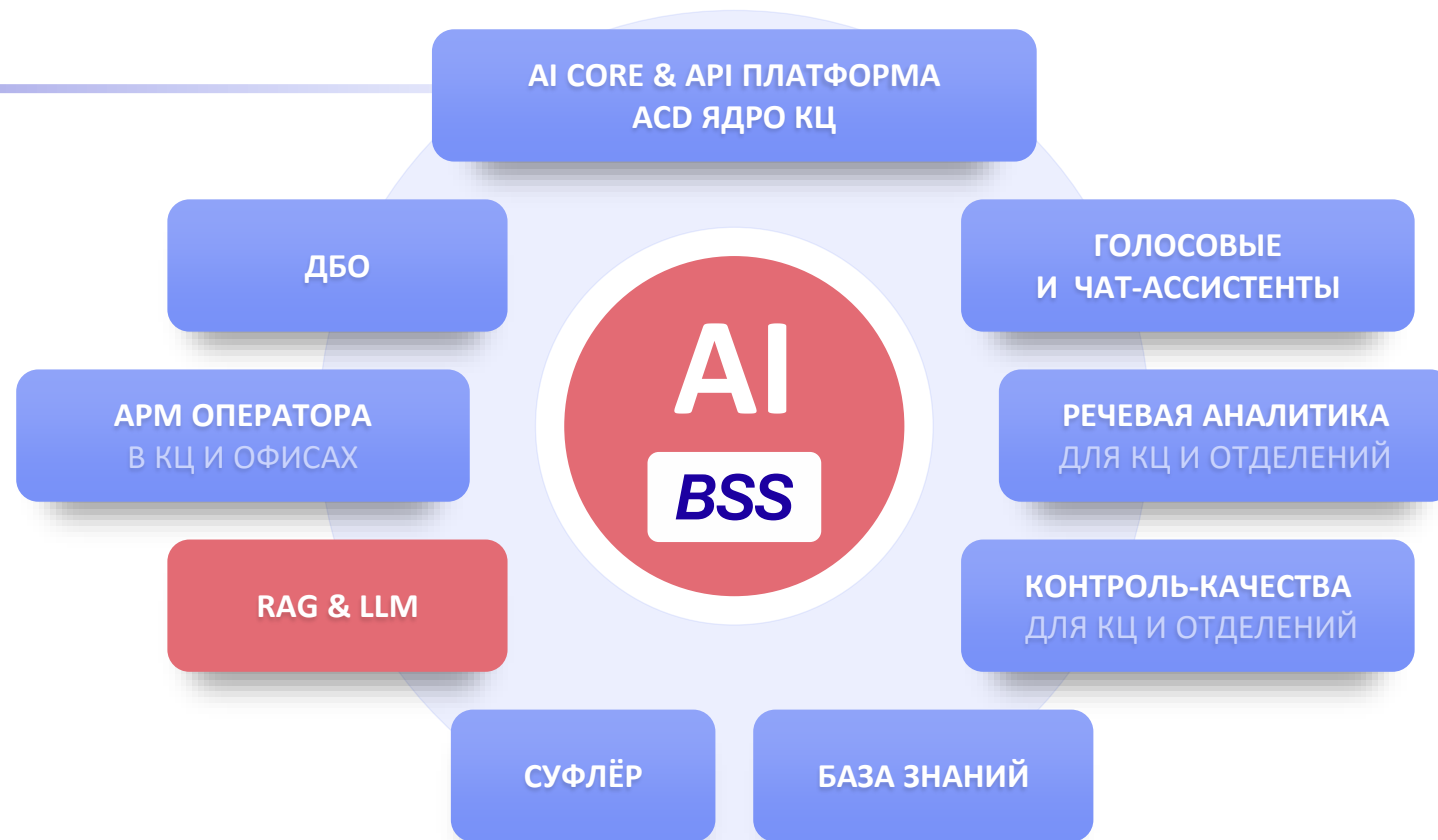 AI CORE & API ПЛАТФОРМА
ACD ЯДРО КЦ
ДБО
ГОЛОСОВЫЕ
И ЧАТ-АССИСТЕНТЫ
AI
BSS
АРМ ОПЕРАТОРА
В КЦ И ОФИСАХ
РЕЧЕВАЯ АНАЛИТИКА
ДЛЯ КЦ И ОТДЕЛЕНИЙ
RAG & LLM
КОНТРОЛЬ-КАЧЕСТВА
ДЛЯ КЦ И ОТДЕЛЕНИЙ
СУФЛЁР
БАЗА ЗНАНИЙ